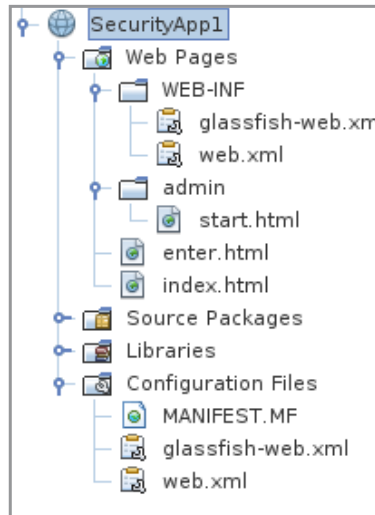 SecurityApp1
Web Pages
WEB-INF
glassfish-web.xm
web.xml
admin
start.html
enter.html
index.html
Source Packages
Libraries
Configuration Files
MANIFEST.MF
glassfish-web.xml
web.xml